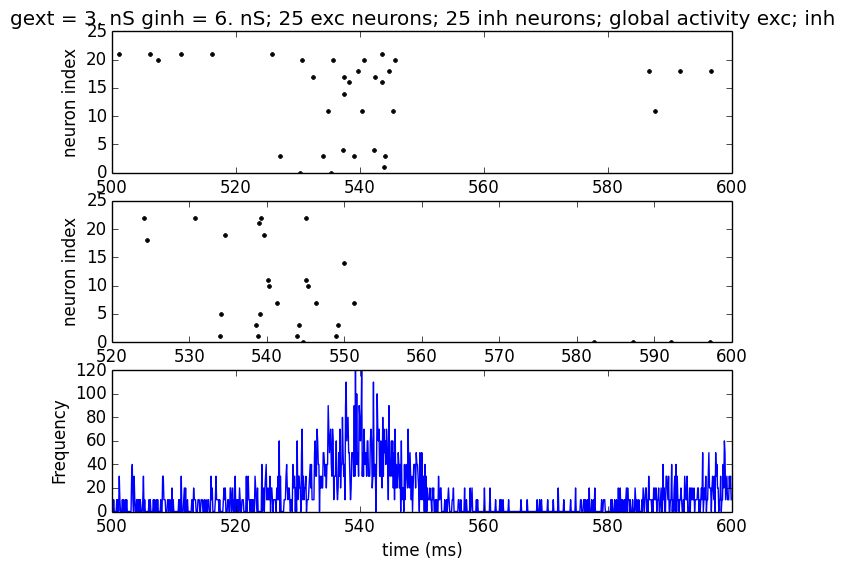 gext = 3. nS ginh = 6. nS; 25 exc neurons; 25 inh neurons; global activity exc; inh
25
20
15
10
5
0
neuron index
500 520 540 560 580 600
25
20
15
10
5
0
neuron index
520 530 540 550 560 570 580 590 600
120
100
80
60
40
20
0
Frequency
500 520 540 560 580 600
time (ms)